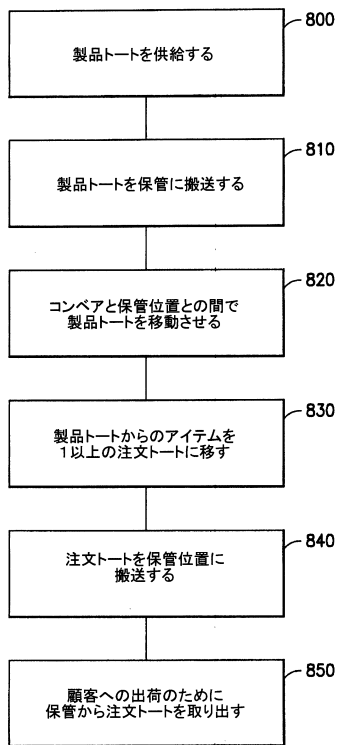 800
製品トートを供給する
810
製品トートを保管に搬送する
820
コンベアと保管位置との間で
製品トートを移動させる
830
製品トートからのアイテムを
1以上の注文トートに移す
840
注文トートを保管位置に
搬送する
850
顧客への出荷のために
保管から注文トートを取り出す